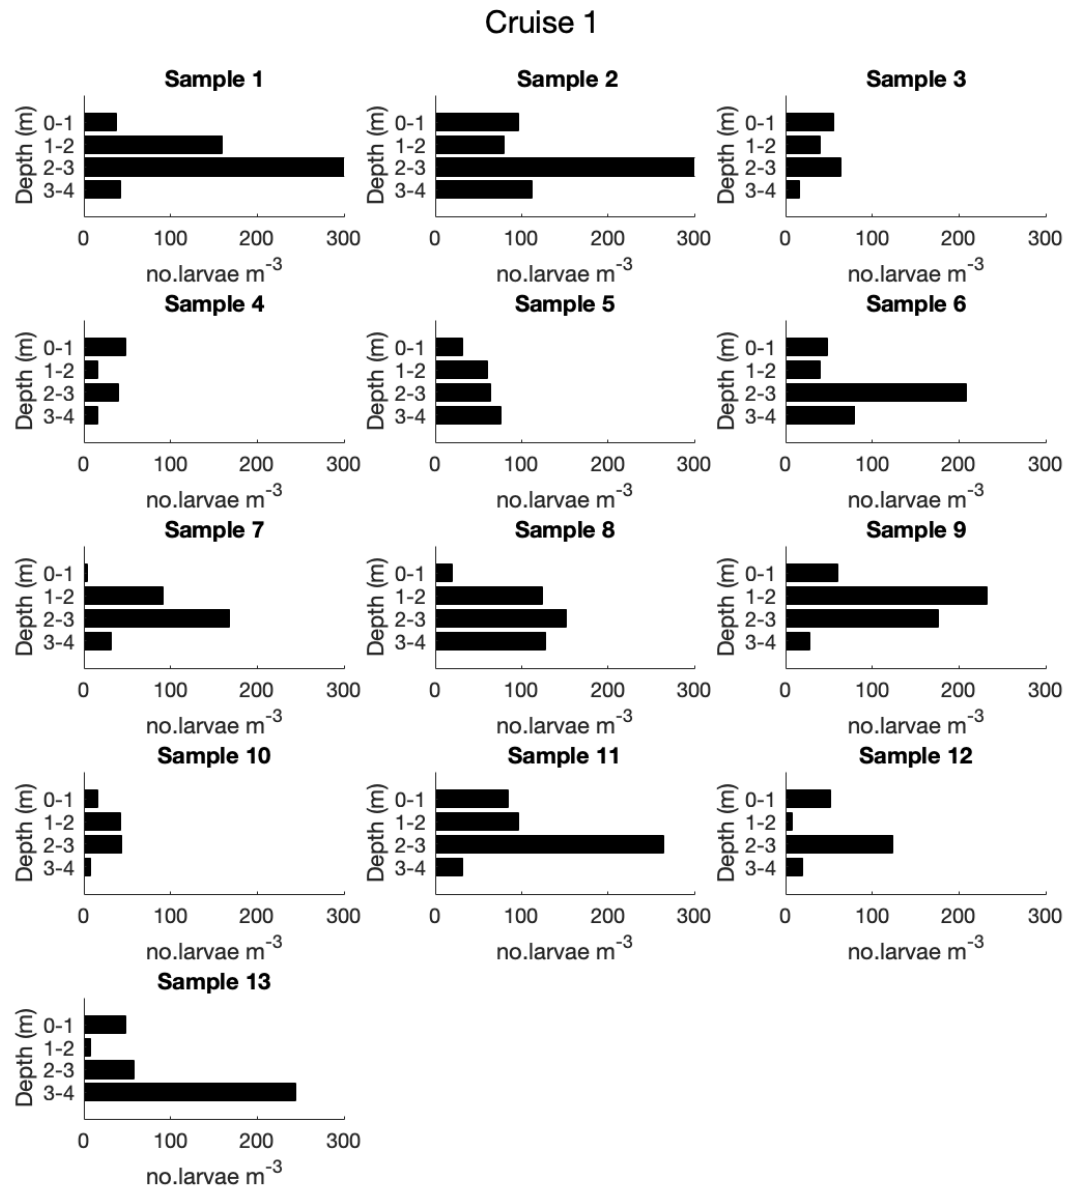 Cruise 1
Sample 1
Depth (m)
0-1
1-2
2-3
3-4
0 100 200 300
no.larvae m-3
Sample 2
Depth (m)
0-1
1-2
2-3
3-4
0 100 200 300
no.larvae m-3
Sample 3
Depth (m)
0-1
1-2
2-3
3-4
0 100 200 300
no.larvae m-3
Sample 4
Depth (m)
0-1
1-2
2-3
3-4
0 100 200 300
no.larvae m-3
Sample 5
Depth (m)
0-1
1-2
2-3
3-4
0 100 200 300
no.larvae m-3
Sample 6
Depth (m)
0-1
1-2
2-3
3-4
0 100 200 300
no.larvae m-3
Sample 7
Depth (m)
0-1
1-2
2-3
3-4
0 100 200 300
no.larvae m-3
Sample 8
Depth (m)
0-1
1-2
2-3
3-4
0 100 200 300
no.larvae m-3
Sample 9
Depth (m)
0-1
1-2
2-3
3-4
0 100 200 300
no.larvae m-3
Sample 10
Depth (m)
0-1
1-2
2-3
3-4
0 100 200 300
no.larvae m-3
Sample 11
Depth (m)
0-1
1-2
2-3
3-4
0 100 200 300
no.larvae m-3
Sample 12
Depth (m)
0-1
1-2
2-3
3-4
0 100 200 300
no.larvae m-3
Sample 13
Depth (m)
0-1
1-2
2-3
3-4
0 100 200 300
no.larvae m-3